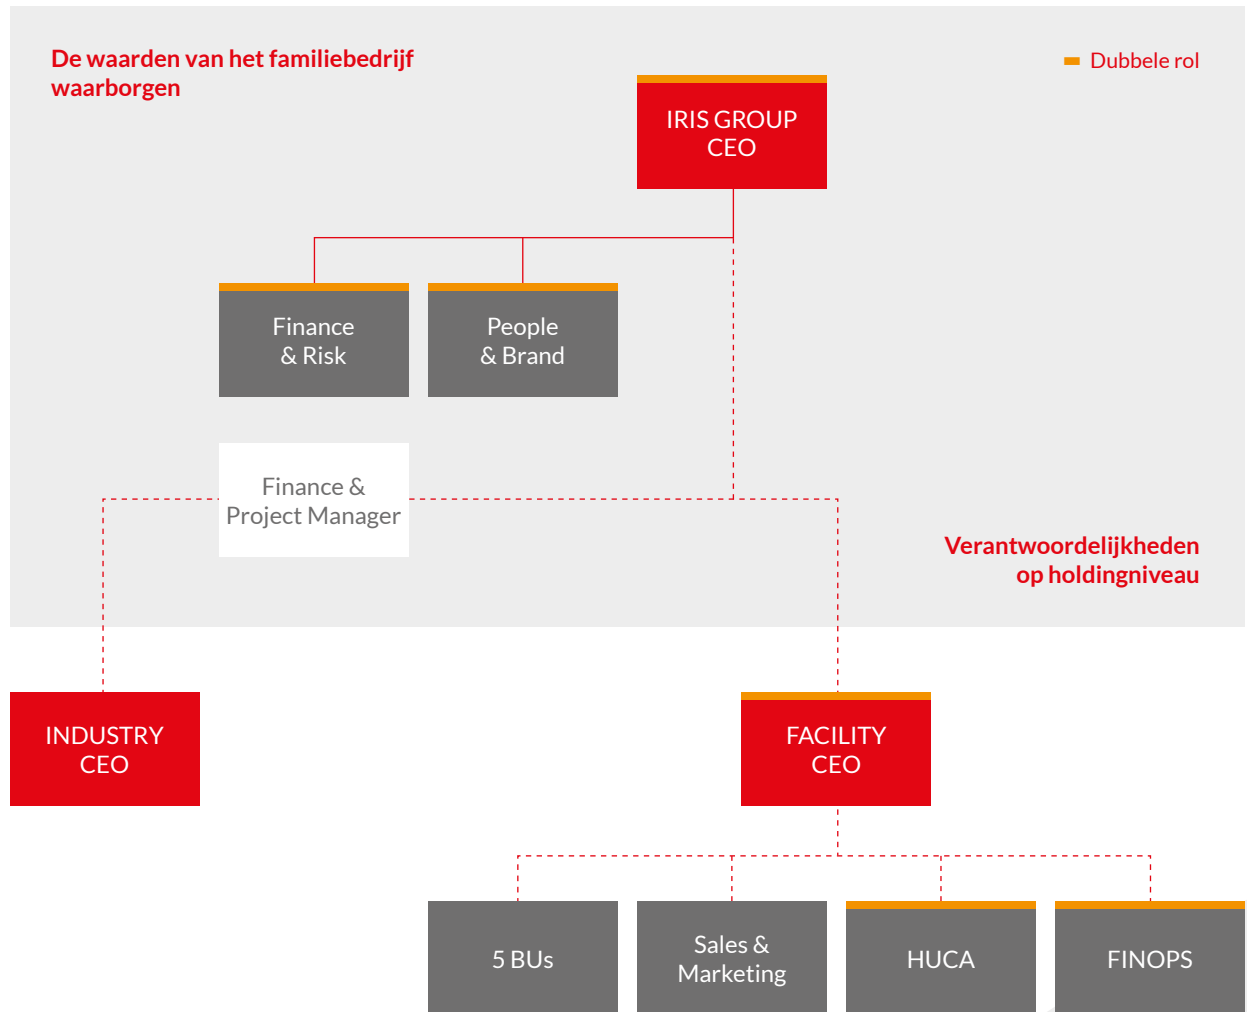 De waarden van het familiebedrijf
waarborgen
Dubbele rol
IRIS GROUP
CEO
Finance
& Risk
People
& Brand
Finance &
Project Manager
Verantwoordelijkheden
op holdingniveau
INDUSTRY
CEO
FACILITY
CEO
5 BUs
Sales &
Marketing
HUCA
FINOPS